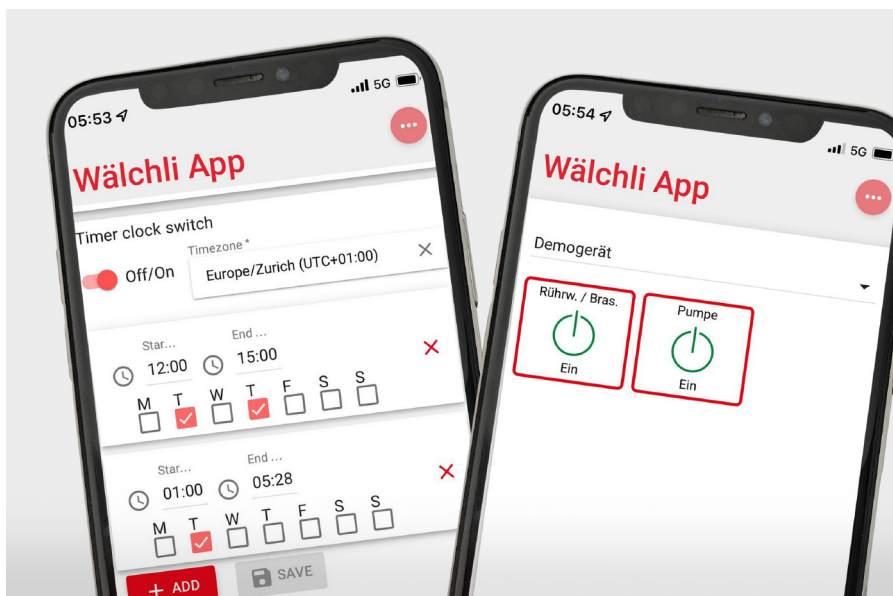 05:53
5G
Wälchli App
Timer clock switch
Off/On
Timezone *
Europe/Zurich (UTC+01:00)
Star... End ...
12:00 15:00
M T W T F S S
Star... End ...
01:00 05:28
M T W T F S S
+ ADD
SAVE
05:54
5G
Wälchli App
Demogerät
Rührw. / Bras.
Ein
Pumpe
Ein